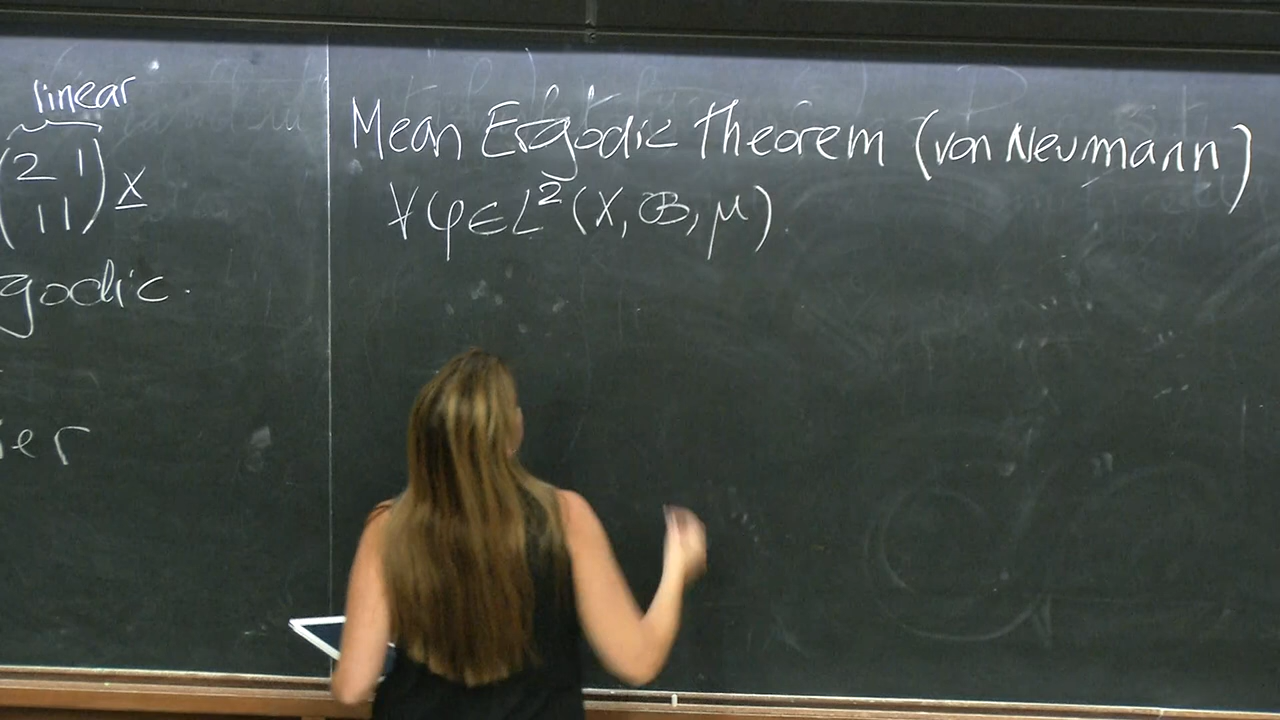 linear
(2 1
1 1) x
godic.
ier
Mean Ergodic Theorem (von Neumann)
∀ φ ∈ L²(X, ℬ, μ)